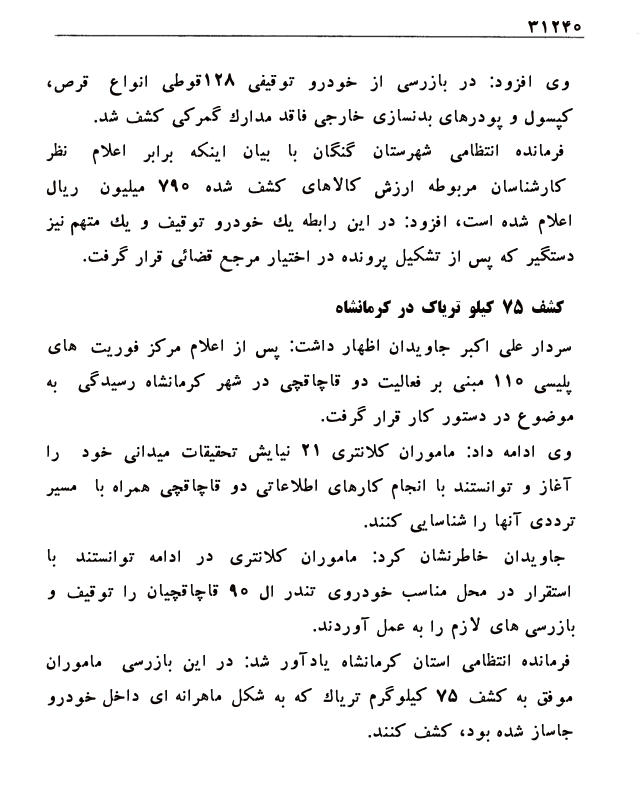 ۳۱۲۴۰
وی افزود: در بازرسی از خودرو توقیفی ۱۲۸قوطی انواع قرص،
کپسول و پودرهای بدنسازی خارجی فاقد مدارك گمرکی کشف شد.
فرمانده انتظامی شهرستان گنگان با بیان اینکه برابر اعلام نظر
کارشناسان مربوطه ارزش کالاهای کشف شده ۷۹۰ میلیون ریال
اعلام شده است، افزود: در این رابطه يك خودرو توقیف و يك متهم نیز
دستگیر که پس از تشکیل پرونده در اختیار مرجع قضائی قرار گرفت.
کشف ۷۵ کیلو تریاک در کرمانشاه
سردار علی اکبر جاویدان اظهار داشت: پس از اعلام مرکز فوریت های
پلیسی ۱۱۰ مبنی بر فعالیت دو قاچاقچی در شهر کرمانشاه رسیدگی به
موضوع در دستور کار قرار گرفت.
وی ادامه داد: ماموران کلانتری ۲۱ نیایش تحقیقات میدانی خود را
آغاز و توانستند با انجام کارهای اطلاعاتی دو قاچاقچی همراه با مسیر
ترددی آنها را شناسایی کنند.
جاویدان خاطرنشان کرد: ماموران کلانتری در ادامه توانستند با
استقرار در محل مناسب خودروی تندر ال ۹۰ قاچاقچیان را توقیف و
بازرسی های لازم را به عمل آوردند.
فرمانده انتظامی استان کرمانشاه یادآور شد: در این بازرسی ماموران
موفق به کشف ۷۵ کیلوگرم تریاك که به شکل ماهرانه ای داخل خودرو
جاساز شده بود، کشف کنند.